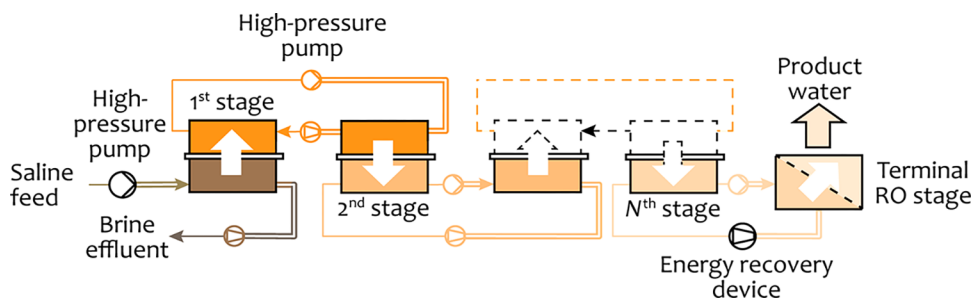 High-pressure
pump
High-
pressure
pump
1st stage
Saline
feed
Brine
effluent
2nd stage
Nth stage
Product
water
Terminal
RO stage
Energy recovery
device